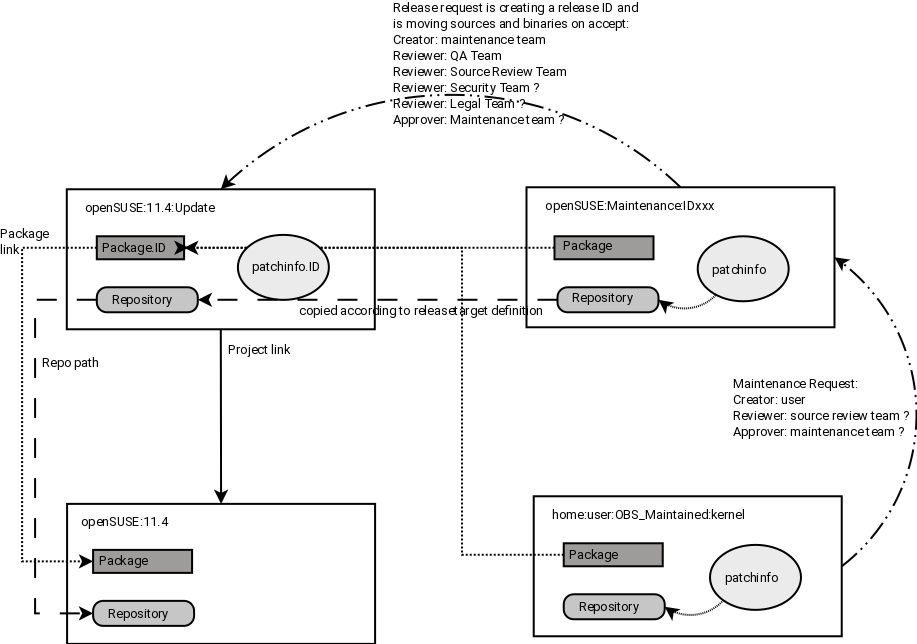 Release request is creating a release ID and
is moving sources and binaries on accept:
Creator: maintenance team
Reviewer: QA Team
Reviewer: Source Review Team
Reviewer: Security Team ?
Reviewer: Legal Team ?
Approver: Maintenance team ?
openSUSE:11.4:Update
Package.ID
patchinfo.ID
Repository
Package
link
openSUSE:Maintenance:IDxxx
Package
patchinfo
Repository
copied according to release target definition
Project link
Repo path
Maintenance Request:
Creator: user
Reviewer: source review team ?
Approver: maintenance team ?
openSUSE:11.4
Package
Repository
home:user:OBS_Maintained:kernel
Package
patchinfo
Repository